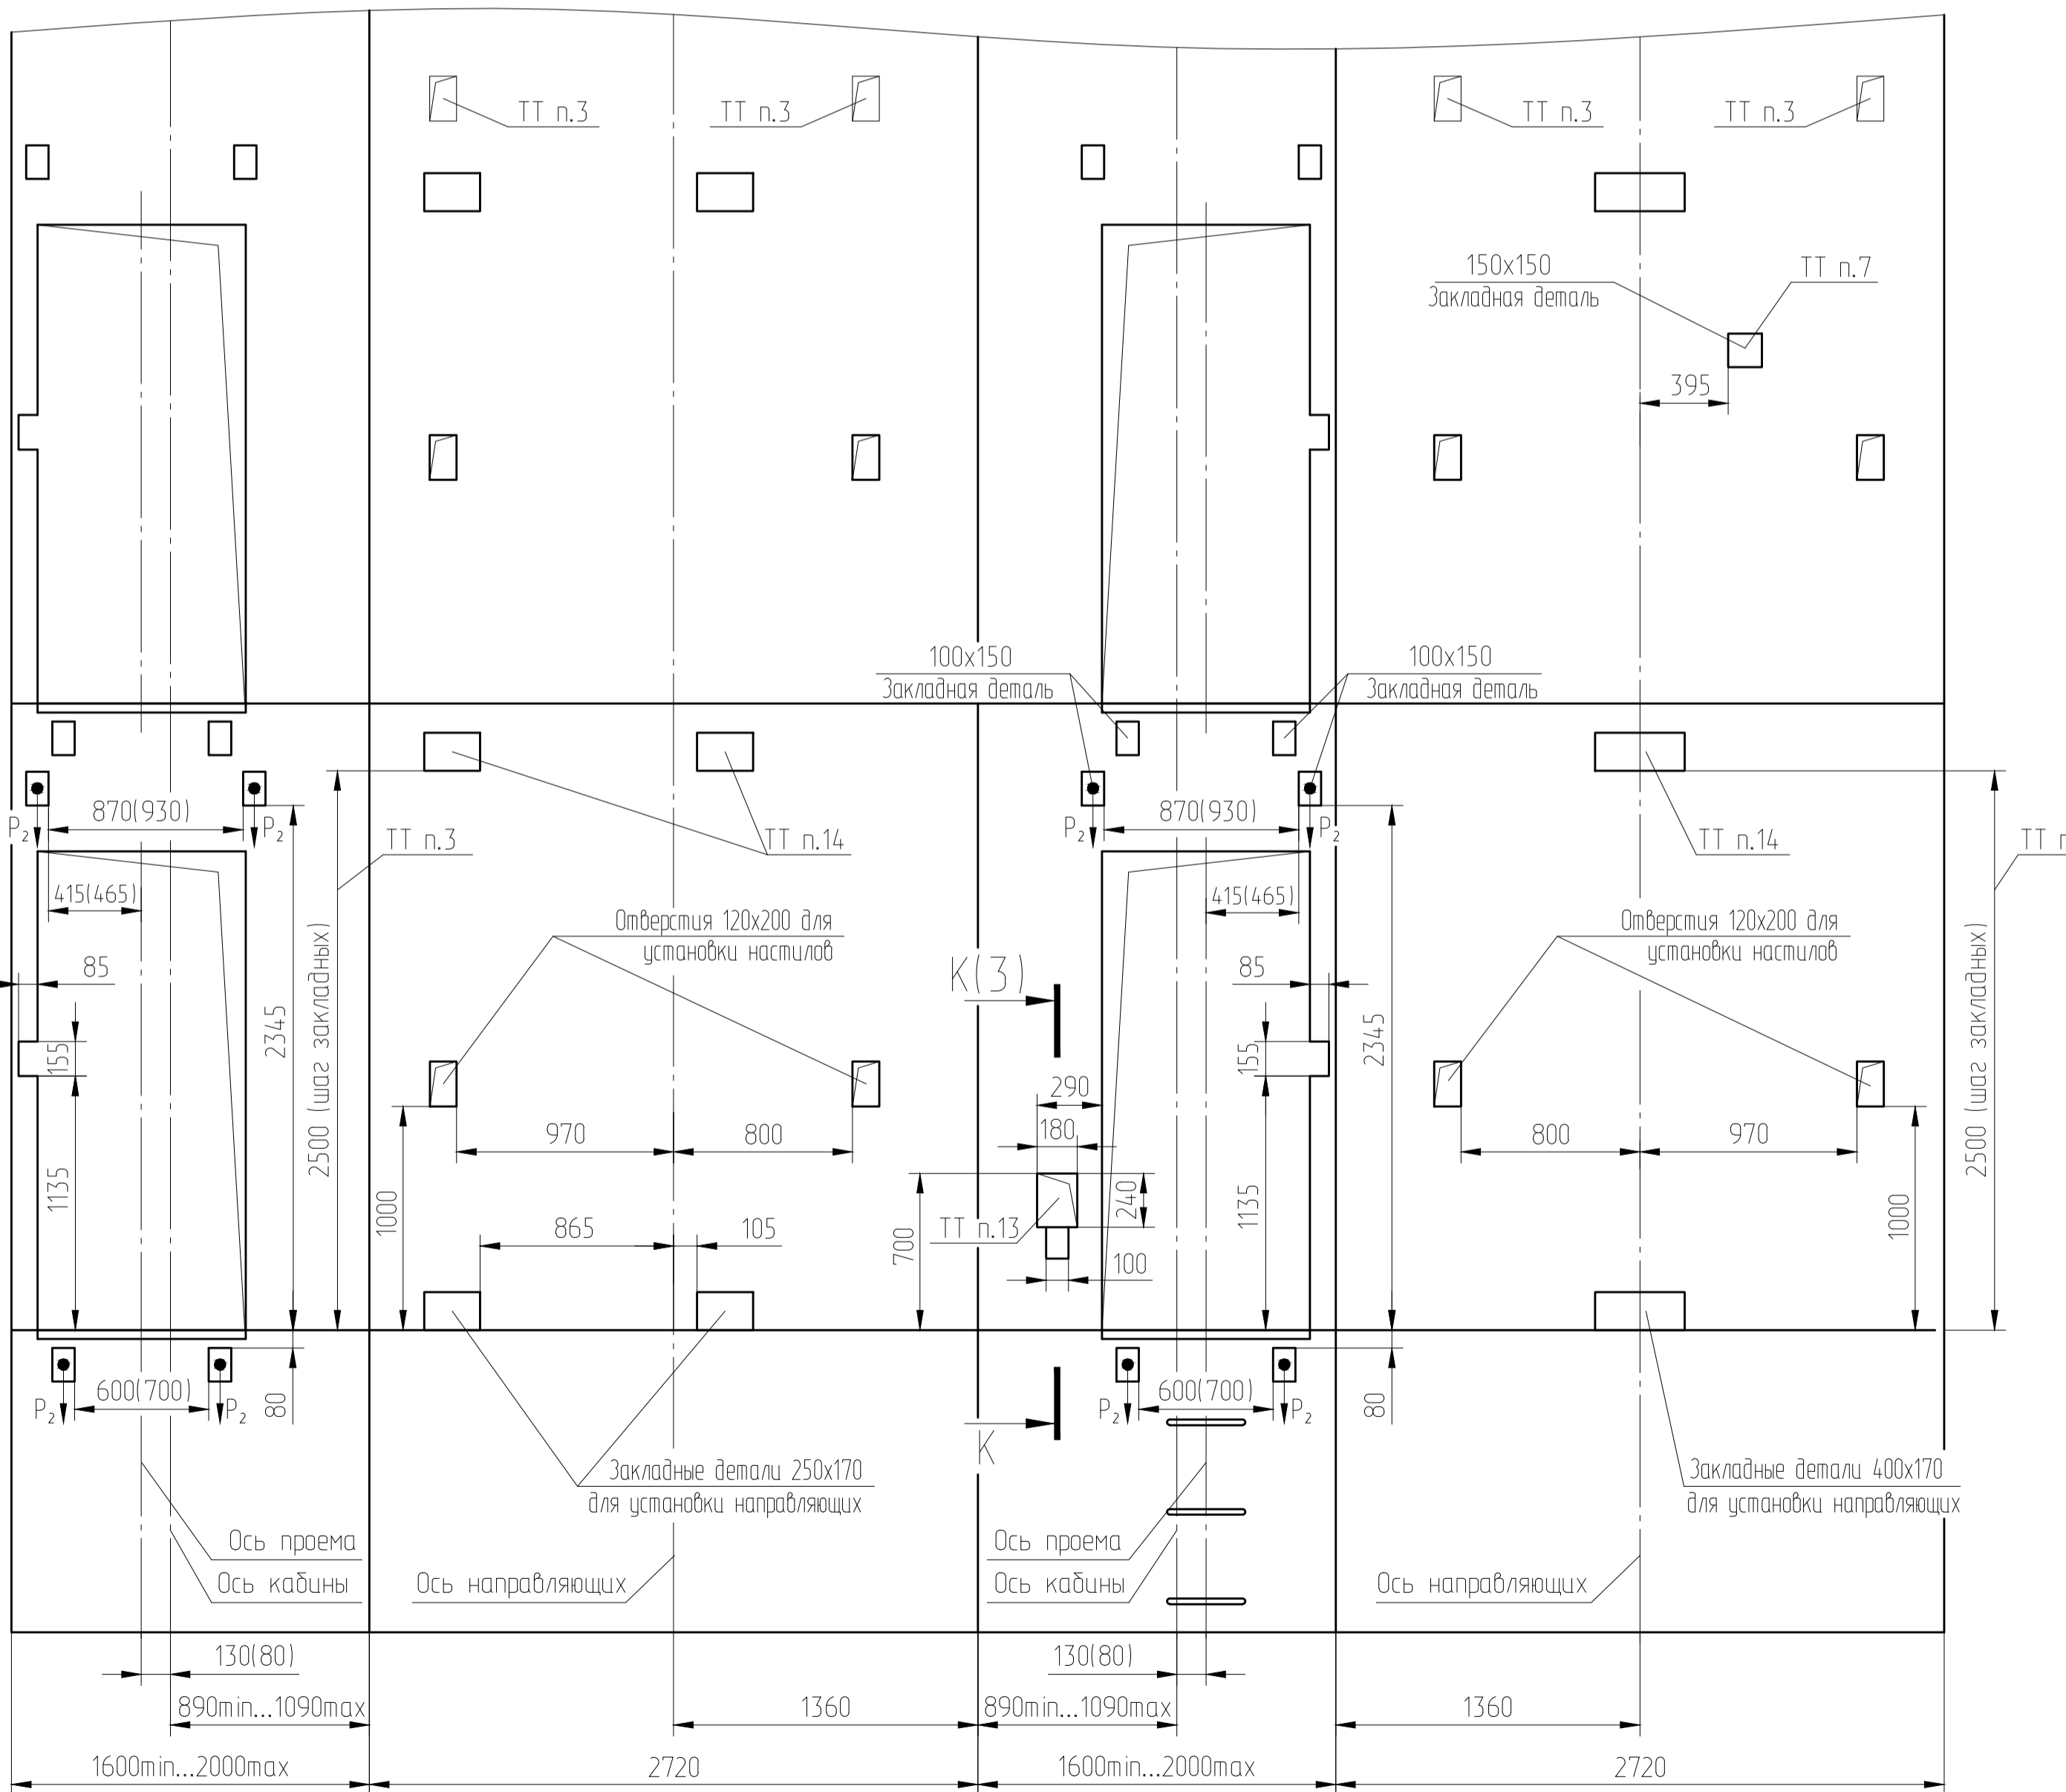 ТТ п.3
ТТ п.3
ТТ п.3
ТТ п.3
150х150
Закладная деталь
ТТ п.7
395
100х150
Закладная деталь
100х150
Закладная деталь
870(930)
P₂
P₂
870(930)
P₂
P₂
ТТ п.3
ТТ п.14
ТТ п.14
ТТ п
415(465)
415(465)
Отверстия 120х200 для
установки настилов
Отверстия 120х200 для
установки настилов
85
2345
2500 (шаг закладных)
К(3)
85
2345
2500 (шаг закладных)
155
155
290
180
970
800
800
970
1135
1000
700
240
1135
1000
865
105
ТТ п.13
100
600(700)
P₂
P₂
80
600(700)
P₂
P₂
80
К
Закладные детали 250х170
для установки направляющих
Закладные детали 400х170
для установки направляющих
Ось проема
Ось кабины
Ось направляющих
Ось проема
Ось кабины
Ось направляющих
130(80)
130(80)
890min...1090max
1360
890min...1090max
1360
1600min...2000max
2720
1600min...2000max
2720